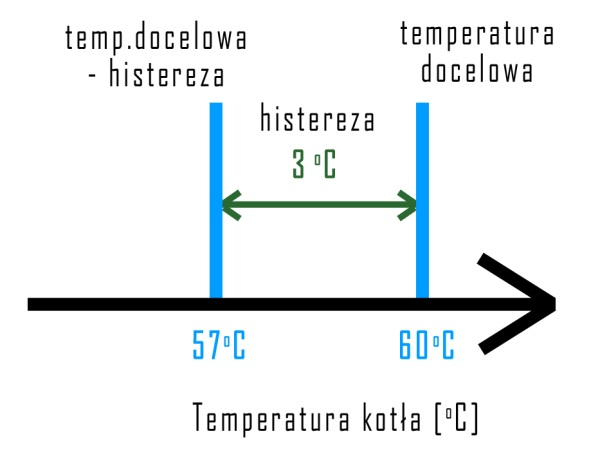 temp.docelowa
- histereza
temperatura
docelowa
histereza
3 °C
57°C
60°C
Temperatura kotła [°C]